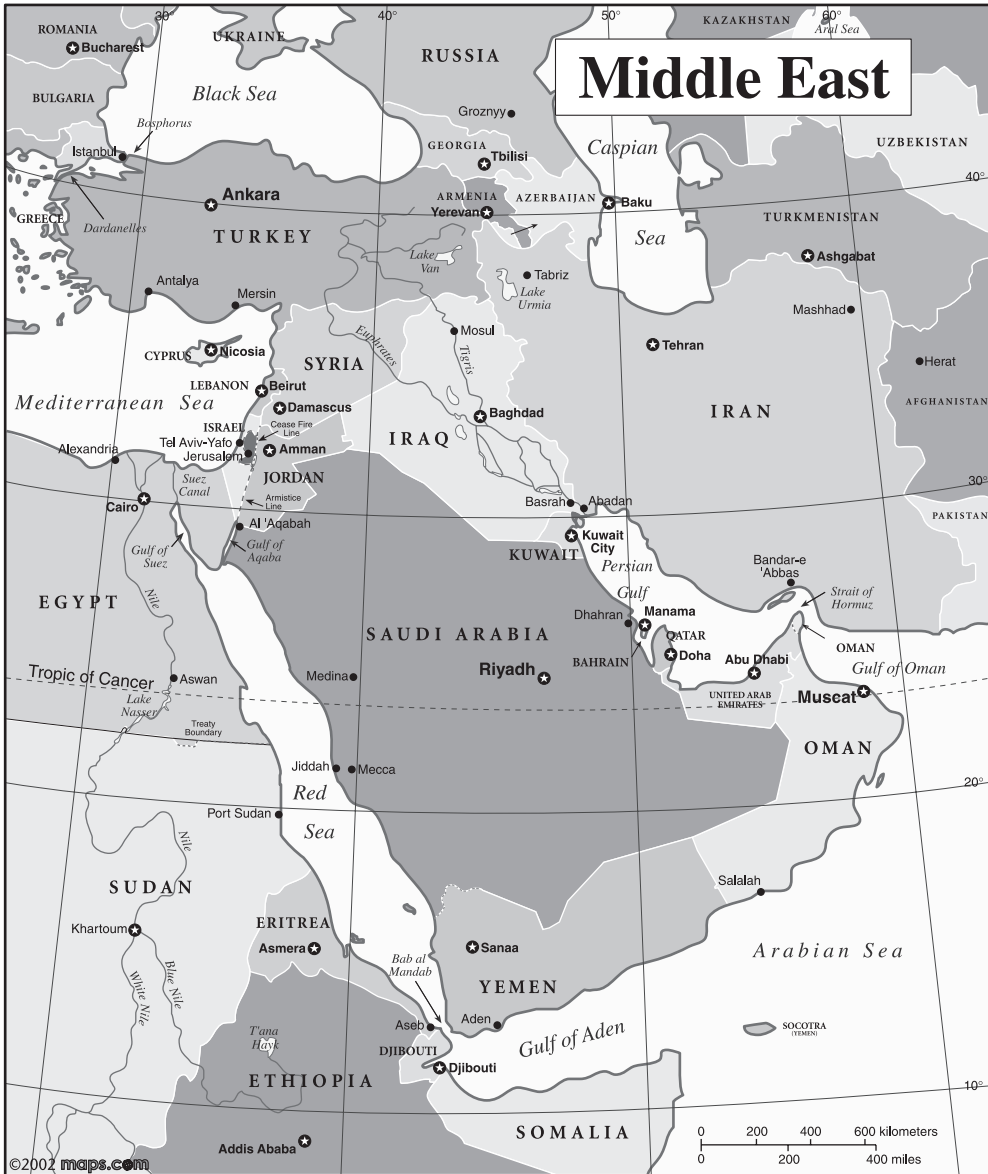 30°
40°
50°
60°
ROMANIA
Bucharest
UKRAINE
RUSSIA
KAZAKHSTAN
Aral Sea
Middle East
BULGARIA
Black Sea
Bosphorus
Istanbul
Groznyy
GEORGIA
Tbilisi
Caspian
Sea
UZBEKISTAN
40°
GREECE
Dardanelles
Ankara
TURKEY
ARMENIA
Yerevan
AZERBAIJAN
Baku
TURKMENISTAN
Ashgabat
Lake
Van
Tabriz
Lake
Urmia
Antalya
Mersin
Mosul
Mashhad
Euphrates
Tigris
CYPRUS
Nicosia
SYRIA
Tehran
Herat
LEBANON
Beirut
Mediterranean Sea
Damascus
Baghdad
IRAN
AFGHANISTAN
ISRAEL
Cease Fire
Line
Tel Aviv-Yafo
Jerusalem
Amman
IRAQ
Alexandria
Suez
Canal
JORDAN
Armistice
Line
30°
Cairo
Al 'Aqabah
Basrah
Abadan
PAKISTAN
Gulf of
Suez
Gulf of
Aqaba
KUWAIT
Kuwait
City
Persian
Gulf
Bandar-e
'Abbas
Strait of
Hormuz
EGYPT
Nile
SAUDI ARABIA
Dhahran
Manama
QATAR
BAHRAIN
Doha
Abu Dhabi
OMAN
Gulf of Oman
Tropic of Cancer
Aswan
Medina
Riyadh
UNITED ARAB
EMIRATES
Muscat
Lake
Nasser
Treaty
Boundary
OMAN
Jiddah
Mecca
Red
Sea
20°
Port Sudan
Nile
SUDAN
Salalah
Khartoum
ERITREA
Asmera
Sanaa
Arabian Sea
White Nile
Blue Nile
Bab al
Mandab
YEMEN
Aseb
Aden
Gulf of Aden
SOCOTRA
(YEMEN)
T'ana
Hayk
DJIBOUTI
Djibouti
ETHIOPIA
10°
Addis Ababa
SOMALIA
0 200 400 600 kilometers
0 200 400 miles
©2002 maps.com